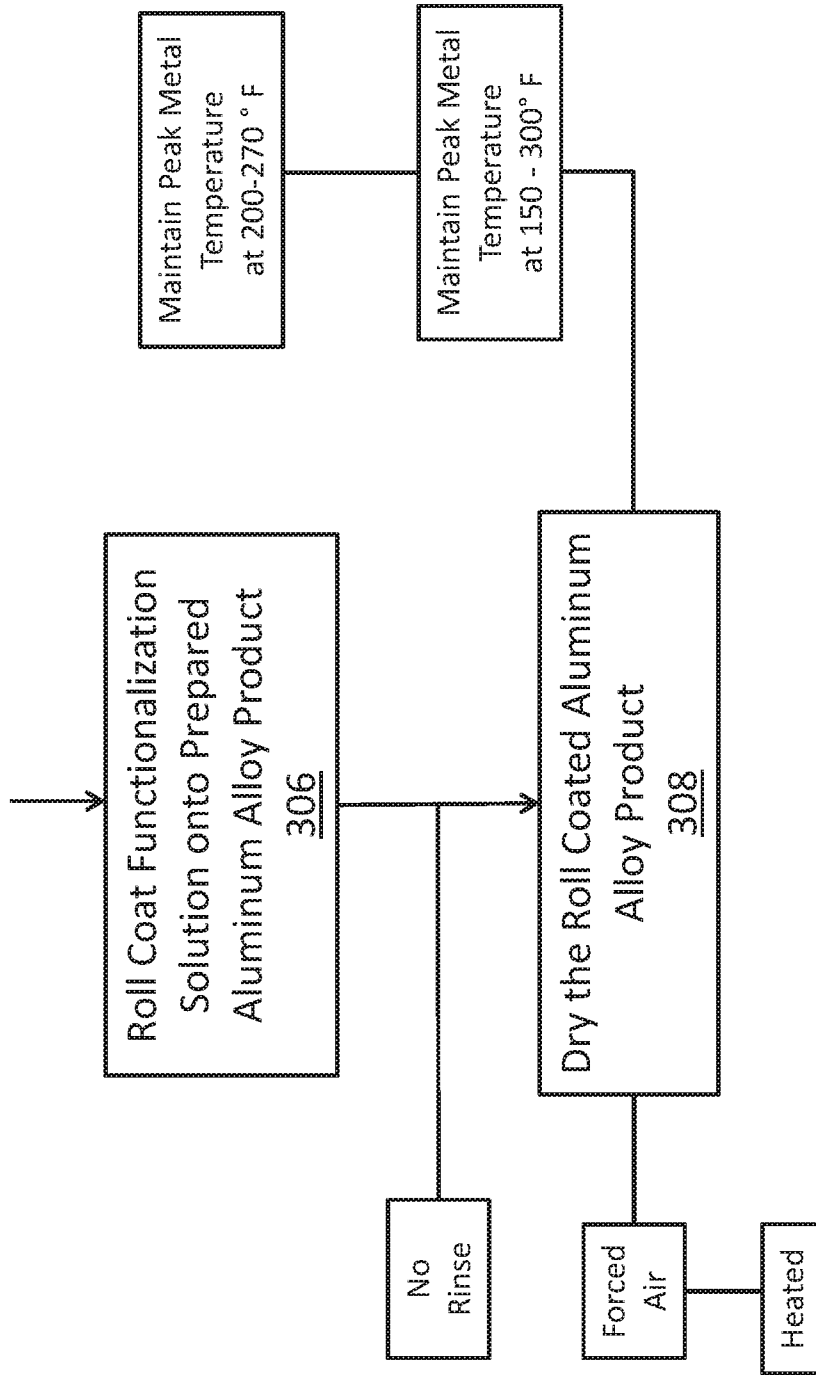 Roll Coat Functionalization
Solution onto Prepared
Aluminum Alloy Product
306
No
Rinse
Dry the Roll Coated Aluminum
Alloy Product
308
Forced
Air
Heated
Maintain Peak Metal
Temperature
at 150 - 300° F
Maintain Peak Metal
Temperature
at 200-270 ° F